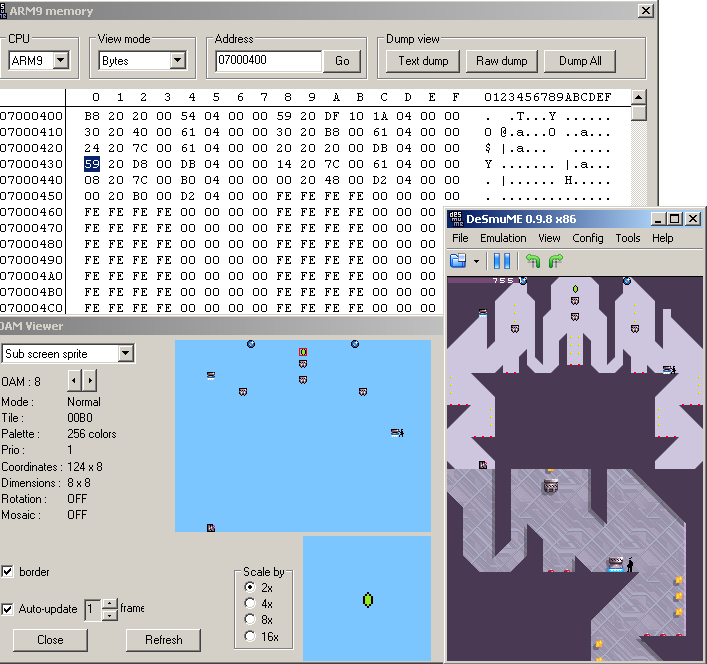 ARM9 memory
CPU
View mode
Address
Dump view
ARM9
Bytes
07000400
Go
Text dump
Raw dump
Dump All
0 1 2 3 4 5 6 7 8 9 A B C D E F 0123456789ABCDEF
07000400 B8 20 20 00 54 04 00 00 59 20 DF 10 1A 04 00 00 . .T...Y ......
07000410 30 20 40 00 61 04 00 00 30 20 B8 00 61 04 00 00 0 @.a...0 ..a...
07000420 24 20 7C 00 61 04 00 00 20 20 20 00 DB 04 00 00 $ |.a... .....
07000430 59 20 D8 00 DB 04 00 00 14 20 7C 00 61 04 00 00 Y ....... |.a...
07000440 08 20 7C 00 B0 04 00 00 00 20 48 00 D2 04 00 00 . |...... H.....
07000450 00 20 B0 00 D2 04 00 00 FE FE FE FE 00 00 00 00 . ..............
07000460 FE FE FE FE 00 00 00 00 FE FE FE FE 00 00 00
07000470 FE FE FE FE 00 00 00 00 FE FE FE FE 00 00 00
07000480 FE FE FE FE 00 00 00 00 FE FE FE FE 00 00 00
07000490 FE FE FE FE 00 00 00 00 FE FE FE FE 00 00 00
070004A0 FE FE FE FE 00 00 00 00 FE FE FE FE 00 00 00
070004B0 FE FE FE FE 00 00 00 00 FE FE FE FE 00 00 00
070004C0 FE FE FE FE 00 00 00 00 FE FE FE FE 00 00 00
DeSmuME 0.9.8 x86
File Emulation View Config Tools Help
755
OAM Viewer
Sub screen sprite
OAM : 8
Mode : Normal
Tile : 00B0
Palette : 256 colors
Prio : 1
Coordinates : 124 x 8
Dimensions : 8 x 8
Rotation : OFF
Mosaic : OFF
border
Auto-update 1 frame
Close
Refresh
Scale by
2x
4x
8x
16x